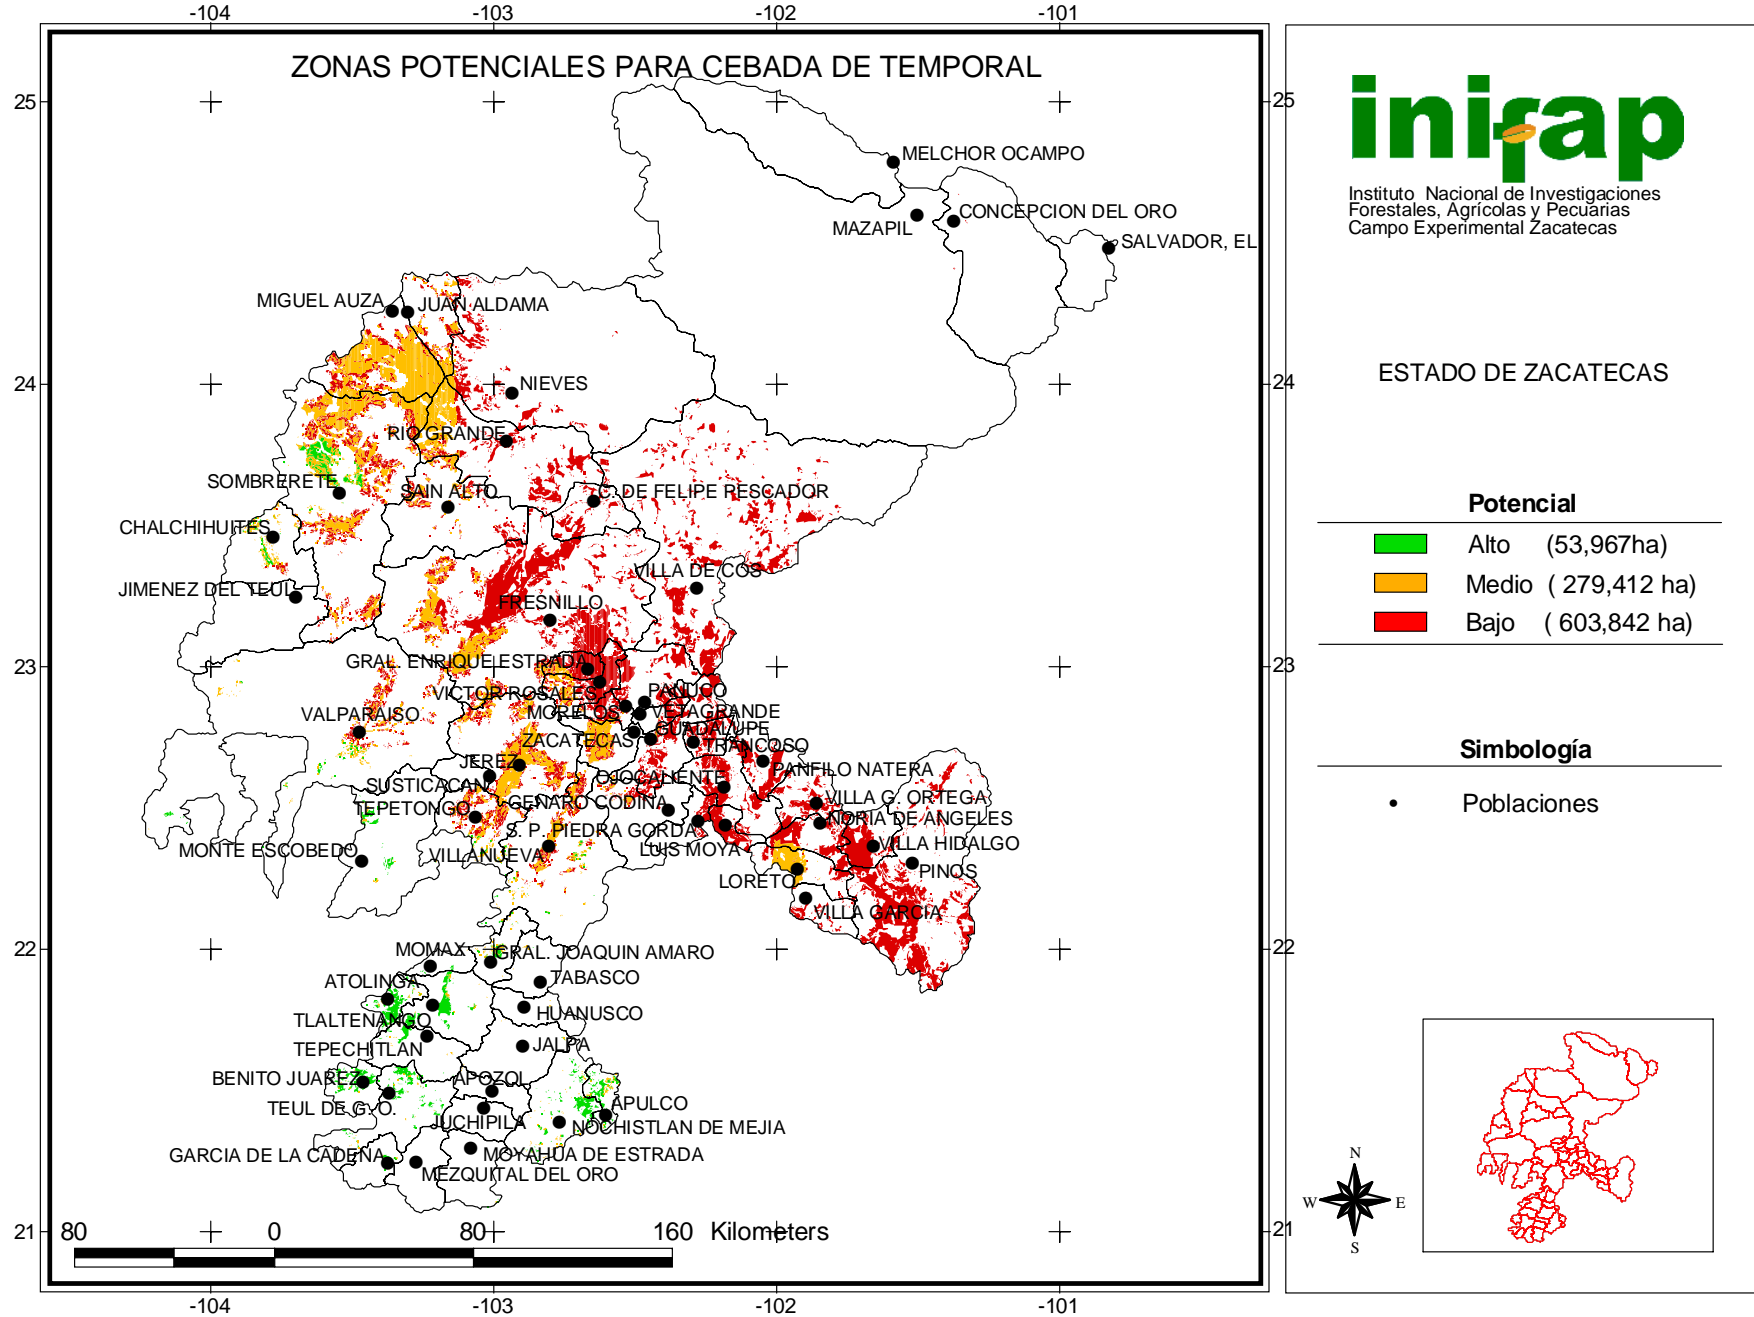 -104
-103
-102
-101
ZONAS POTENCIALES PARA CEBADA DE TEMPORAL
25
25
MELCHOR OCAMPO
CONCEPCION DEL ORO
MAZAPIL
SALVADOR, EL
MIGUEL AUZA
JUAN ALDAMA
24
24
NIEVES
RIO GRANDE
SOMBRERETE
SAIN ALTO
C. DE FELIPE PESCADOR
CHALCHIHUITES
VILLA DE COS
JIMENEZ DEL TEUL
FRESNILLO
23
23
GRAL. ENRIQUE ESTRADA
VICTOR ROSALES
PANUCO
VALPARAISO
MORELOS
VETAGRANDE
GUADALUPE
ZACATECAS
TRANCOSO
JEREZ
PANFILO NATERA
SUSTICACAN
OJOCALIENTE
TEPETONGO
GENARO CODINA
VILLA G. ORTEGA
NORIA DE ANGELES
S. P. PIEDRA GORDA
MONTE ESCOBEDO
VILLANUEVA
LUIS MOYA
VILLA HIDALGO
LORETO
PINOS
VILLA GARCIA
22
22
MOMAX
GRAL. JOAQUIN AMARO
ATOLINGA
TABASCO
TLALTENANGO
HUANUSCO
TEPECHITLAN
JALPA
BENITO JUAREZ
APOZOL
TEUL DE G. O.
APULCO
JUCHIPILA
NOCHISTLAN DE MEJIA
GARCIA DE LA CADENA
MOYAHUA DE ESTRADA
MEZQUITAL DEL ORO
21
21
80
0
80
160
Kilometers
-104
-103
-102
-101
inifap
Instituto Nacional de Investigaciones
Forestales, Agrícolas y Pecuarias
Campo Experimental Zacatecas
ESTADO DE ZACATECAS
Potencial
Alto (53,967ha)
Medio ( 279,412 ha)
Bajo ( 603,842 ha)
Simbología
Poblaciones
N
W
E
S